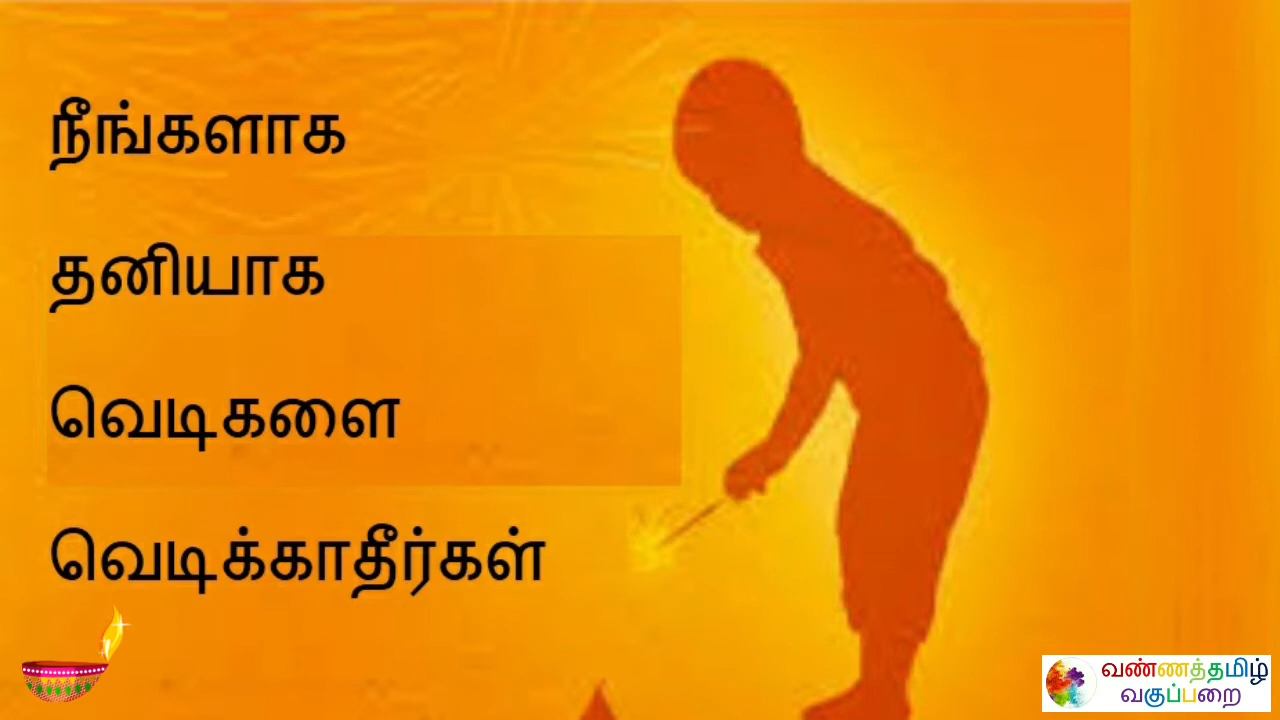 நீங்களாக
தனியாக
வெடிகளை
வெடிக்காதீர்கள்
வண்ணத்தமிழ்
வகுப்பறை